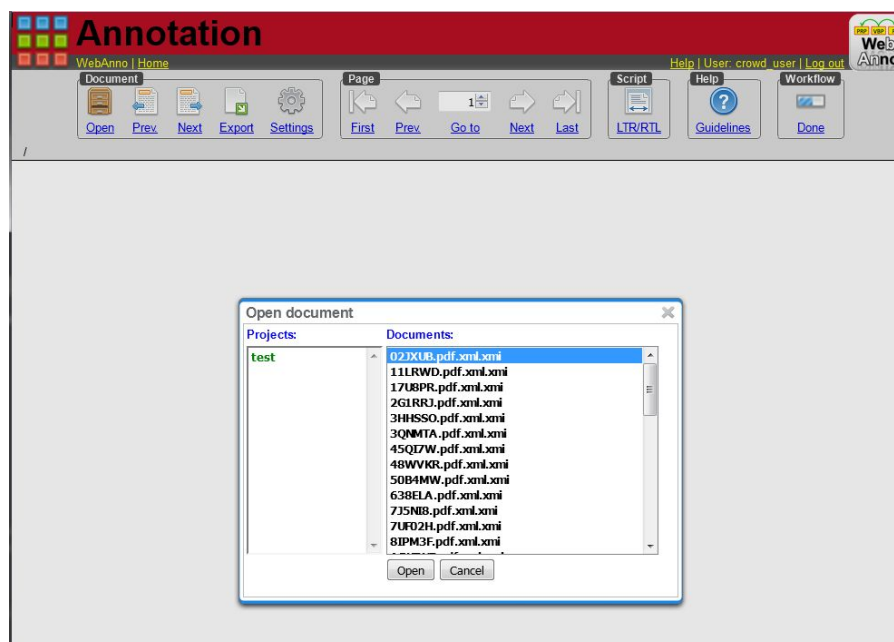 Annotation
PRP VBP
Web
Anno
WebAnno | Home
Help | User: crowd_user | Log out
Document
Page
Script
Help
Workflow
1
Open
Prev.
Next
Export
Settings
First
Prev.
Go to
Next
Last
LTR/RTL
Guidelines
Done
/
Open document
Projects:
Documents:
test
02JXUB.pdf.xml.xmi
11LRWD.pdf.xml.xmi
17U8PR.pdf.xml.xmi
2G1RRJ.pdf.xml.xmi
3HHSSO.pdf.xml.xmi
3QNMTA.pdf.xml.xmi
45QI7W.pdf.xml.xmi
48WVKR.pdf.xml.xmi
50B4MW.pdf.xml.xmi
638ELA.pdf.xml.xmi
7J5NI8.pdf.xml.xmi
7UF02H.pdf.xml.xmi
8IPM3F.pdf.xml.xmi
Open
Cancel